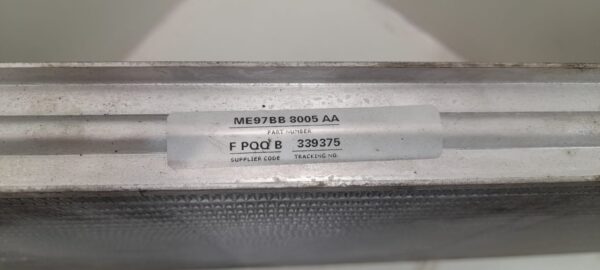 ME97BB 8005 AA
PART NUMBER
F PQQ B 339375
SUPPLIER CODE TRACKING NO.